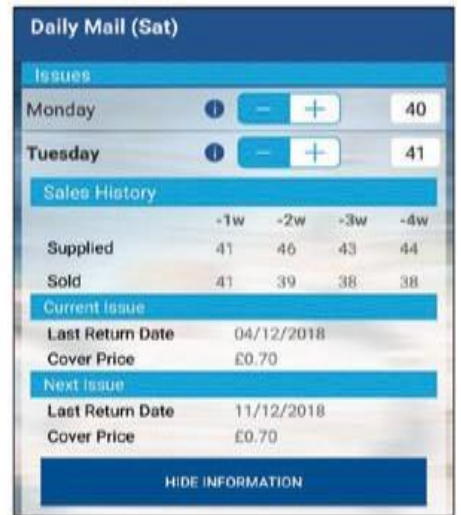 Daily Mail (Sat)
Issues
Monday i − + 40
Tuesday i − + 41
Sales History
-1w -2w -3w -4w
Supplied 41 46 43 44
Sold 41 39 38 38
Current Issue
Last Return Date 04/12/2018
Cover Price £0.70
Next Issue
Last Return Date 11/12/2018
Cover Price £0.70
HIDE INFORMATION